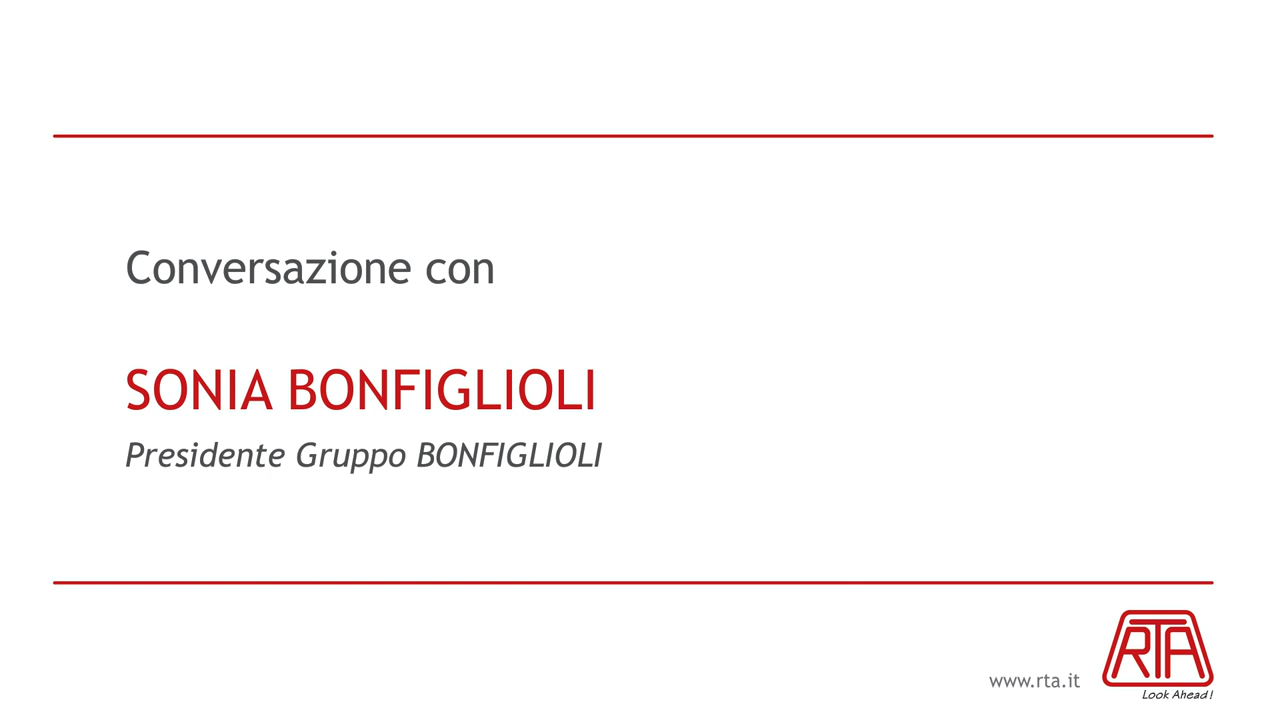 Conversazione con
SONIA BONFIGLIOLI
Presidente Gruppo BONFIGLIOLI
www.rta.it
RTA
Look Ahead!